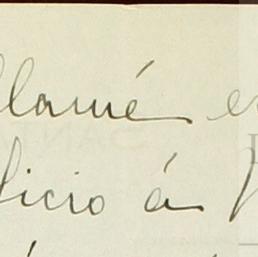 llamé e
ficio á